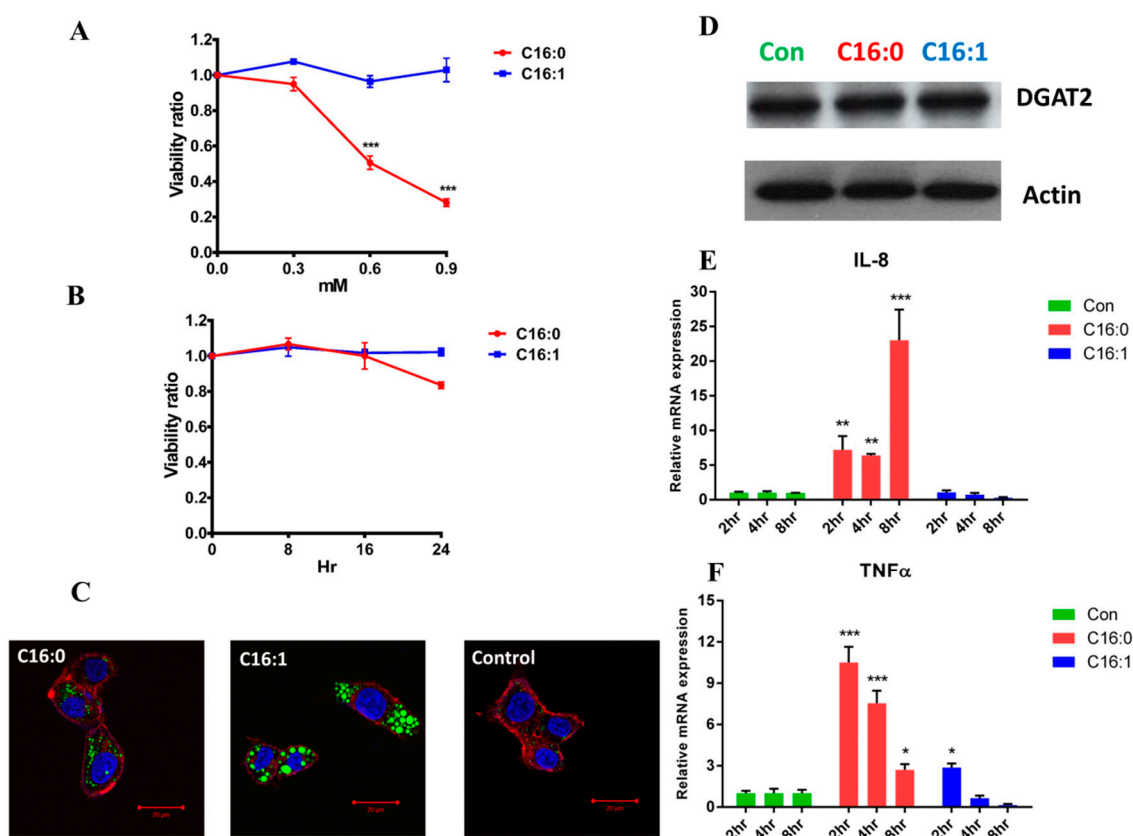 A
1.2
1.0
0.8
0.6
0.4
0.2
0.0
Viability ratio
***
***
C16:0
C16:1
0.0 0.3 0.6 0.9
mM
B
1.2
1.0
0.8
0.6
0.4
0.2
0.0
Viability ratio
C16:0
C16:1
0 8 16 24
Hr
C
C16:0
20 μm
C16:1
20 μm
Control
20 μm
D
Con C16:0 C16:1
DGAT2
Actin
E
IL-8
30
25
20
15
10
5
0
Relative mRNA expression
** ** ***
Con
C16:0
C16:1
2hr 4hr 8hr 2hr 4hr 8hr 2hr 4hr 8hr
F
TNFα
15
12
9
6
3
0
Relative mRNA expression
*** *** * *
Con
C16:0
C16:1
2hr 4hr 8hr 2hr 4hr 8hr 2hr 4hr 8hr